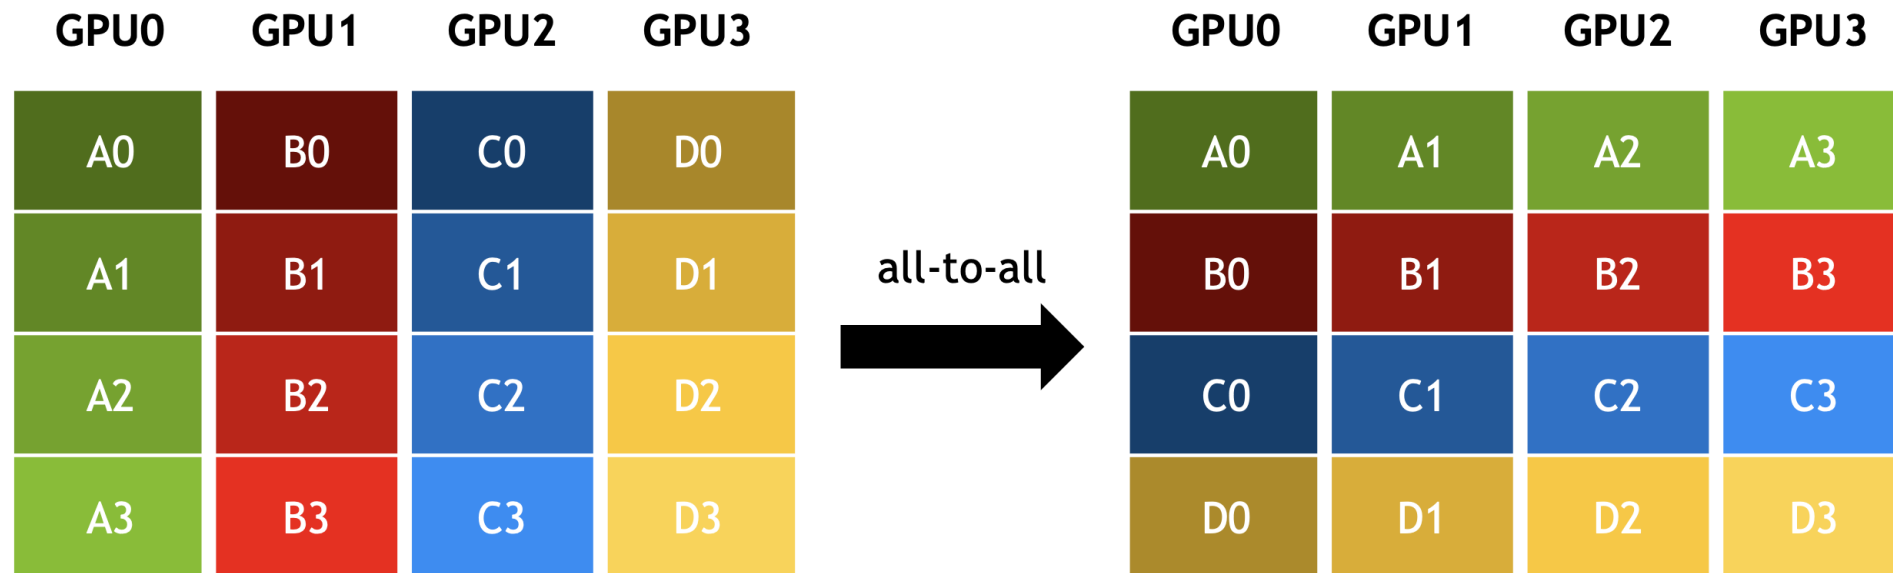 GPU0 GPU1 GPU2 GPU3 GPU0 GPU1 GPU2 GPU3
A0 B0 C0 D0 A0 A1 A2 A3
A1 B1 C1 D1 all-to-all B0 B1 B2 B3
A2 B2 C2 D2 C0 C1 C2 C3
A3 B3 C3 D3 D0 D1 D2 D3